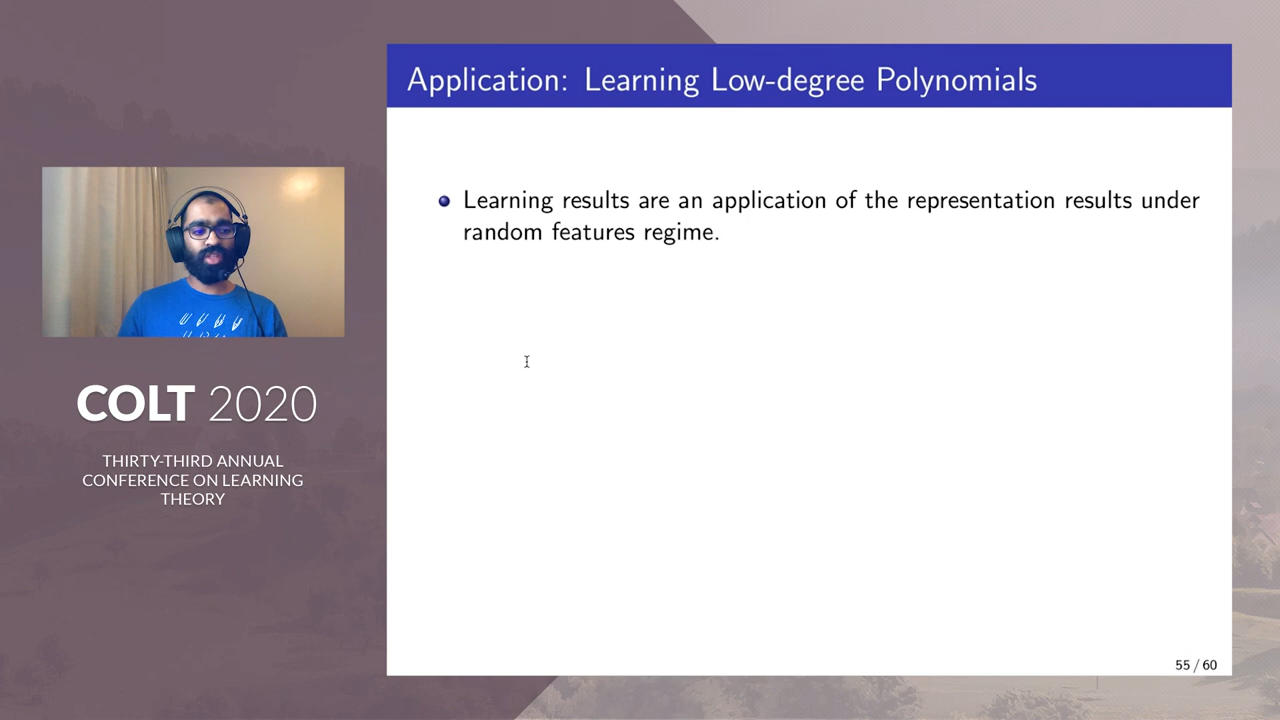 Application: Learning Low-degree Polynomials
Learning results are an application of the representation results under
random features regime.
COLT 2020
THIRTY-THIRD ANNUAL
CONFERENCE ON LEARNING
THEORY
55 / 60